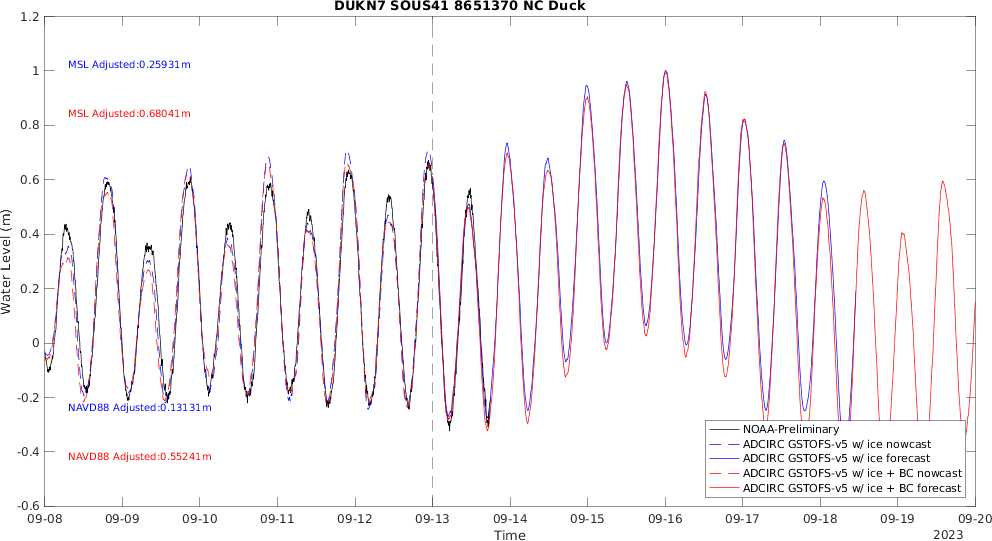 DUKN7 SOUS41 8651370 NC Duck
1.2
1
0.8
0.6
0.4
0.2
0
-0.2
-0.4
-0.6
Water Level (m)
MSL Adjusted:0.25931m
MSL Adjusted:0.68041m
NAVD88 Adjusted:0.13131m
NAVD88 Adjusted:0.55241m
NOAA-Preliminary
ADCIRC GSTOFS-v5 w/ ice nowcast
ADCIRC GSTOFS-v5 w/ ice forecast
ADCIRC GSTOFS-v5 w/ ice + BC nowcast
ADCIRC GSTOFS-v5 w/ ice + BC forecast
09-08 09-09 09-10 09-11 09-12 09-13 09-14 09-15 09-16 09-17 09-18 09-19 09-20
Time
2023